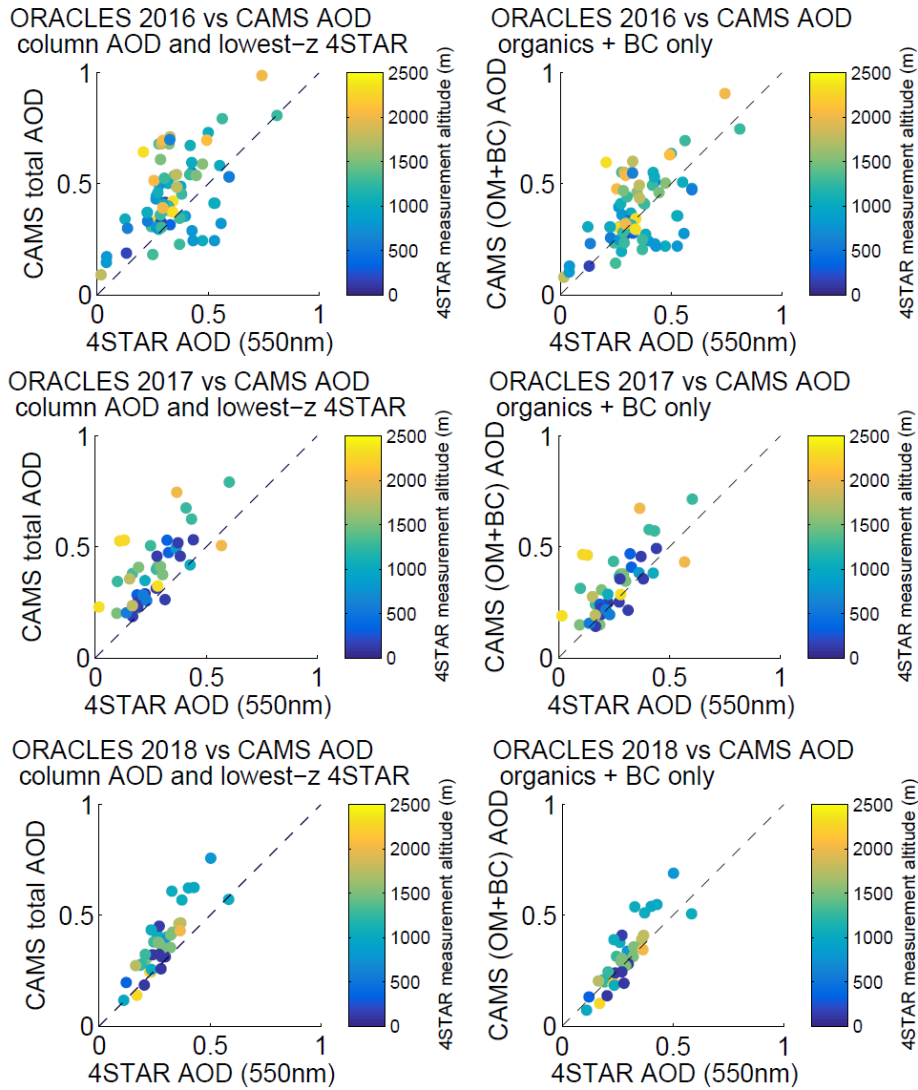 ORACLES 2016 vs CAMS AOD
column AOD and lowest−z 4STAR
CAMS total AOD
1
0.5
0
0
0.5
1
4STAR AOD (550nm)
2500
2000
1500
1000
500
0
4STAR measurement altitude (m)
ORACLES 2016 vs CAMS AOD
organics + BC only
CAMS (OM+BC) AOD
1
0.5
0
0
0.5
1
4STAR AOD (550nm)
2500
2000
1500
1000
500
0
4STAR measurement altitude (m)
ORACLES 2017 vs CAMS AOD
column AOD and lowest−z 4STAR
CAMS total AOD
1
0.5
0
0
0.5
1
4STAR AOD (550nm)
2500
2000
1500
1000
500
0
4STAR measurement altitude (m)
ORACLES 2017 vs CAMS AOD
organics + BC only
CAMS (OM+BC) AOD
1
0.5
0
0
0.5
1
4STAR AOD (550nm)
2500
2000
1500
1000
500
0
4STAR measurement altitude (m)
ORACLES 2018 vs CAMS AOD
column AOD and lowest−z 4STAR
CAMS total AOD
1
0.5
0
0
0.5
1
4STAR AOD (550nm)
2500
2000
1500
1000
500
0
4STAR measurement altitude (m)
ORACLES 2018 vs CAMS AOD
organics + BC only
CAMS (OM+BC) AOD
1
0.5
0
0
0.5
1
4STAR AOD (550nm)
2500
2000
1500
1000
500
0
4STAR measurement altitude (m)